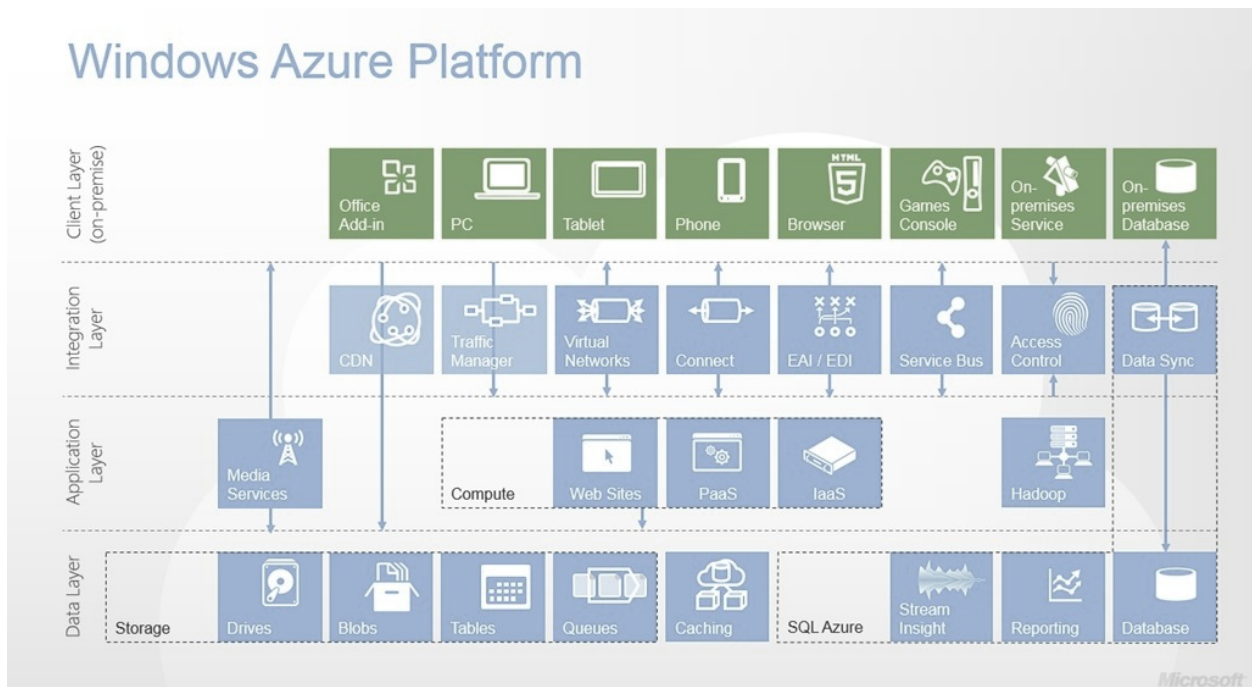 Windows Azure Platform
Client Layer
(on-premise)
Office
Add-in
PC
Tablet
Phone
HTML
5
Browser
Games
Console
On-
premises
Service
On-
premises
Database
Integration
Layer
CDN
Traffic
Manager
Virtual
Networks
Connect
EAI / EDI
Service Bus
Access
Control
Data Sync
Application
Layer
Media
Services
Compute
Web Sites
PaaS
IaaS
Hadoop
Data Layer
Storage
Drives
Blobs
Tables
Queues
Caching
SQL Azure
Stream
Insight
Reporting
Database
Microsoft